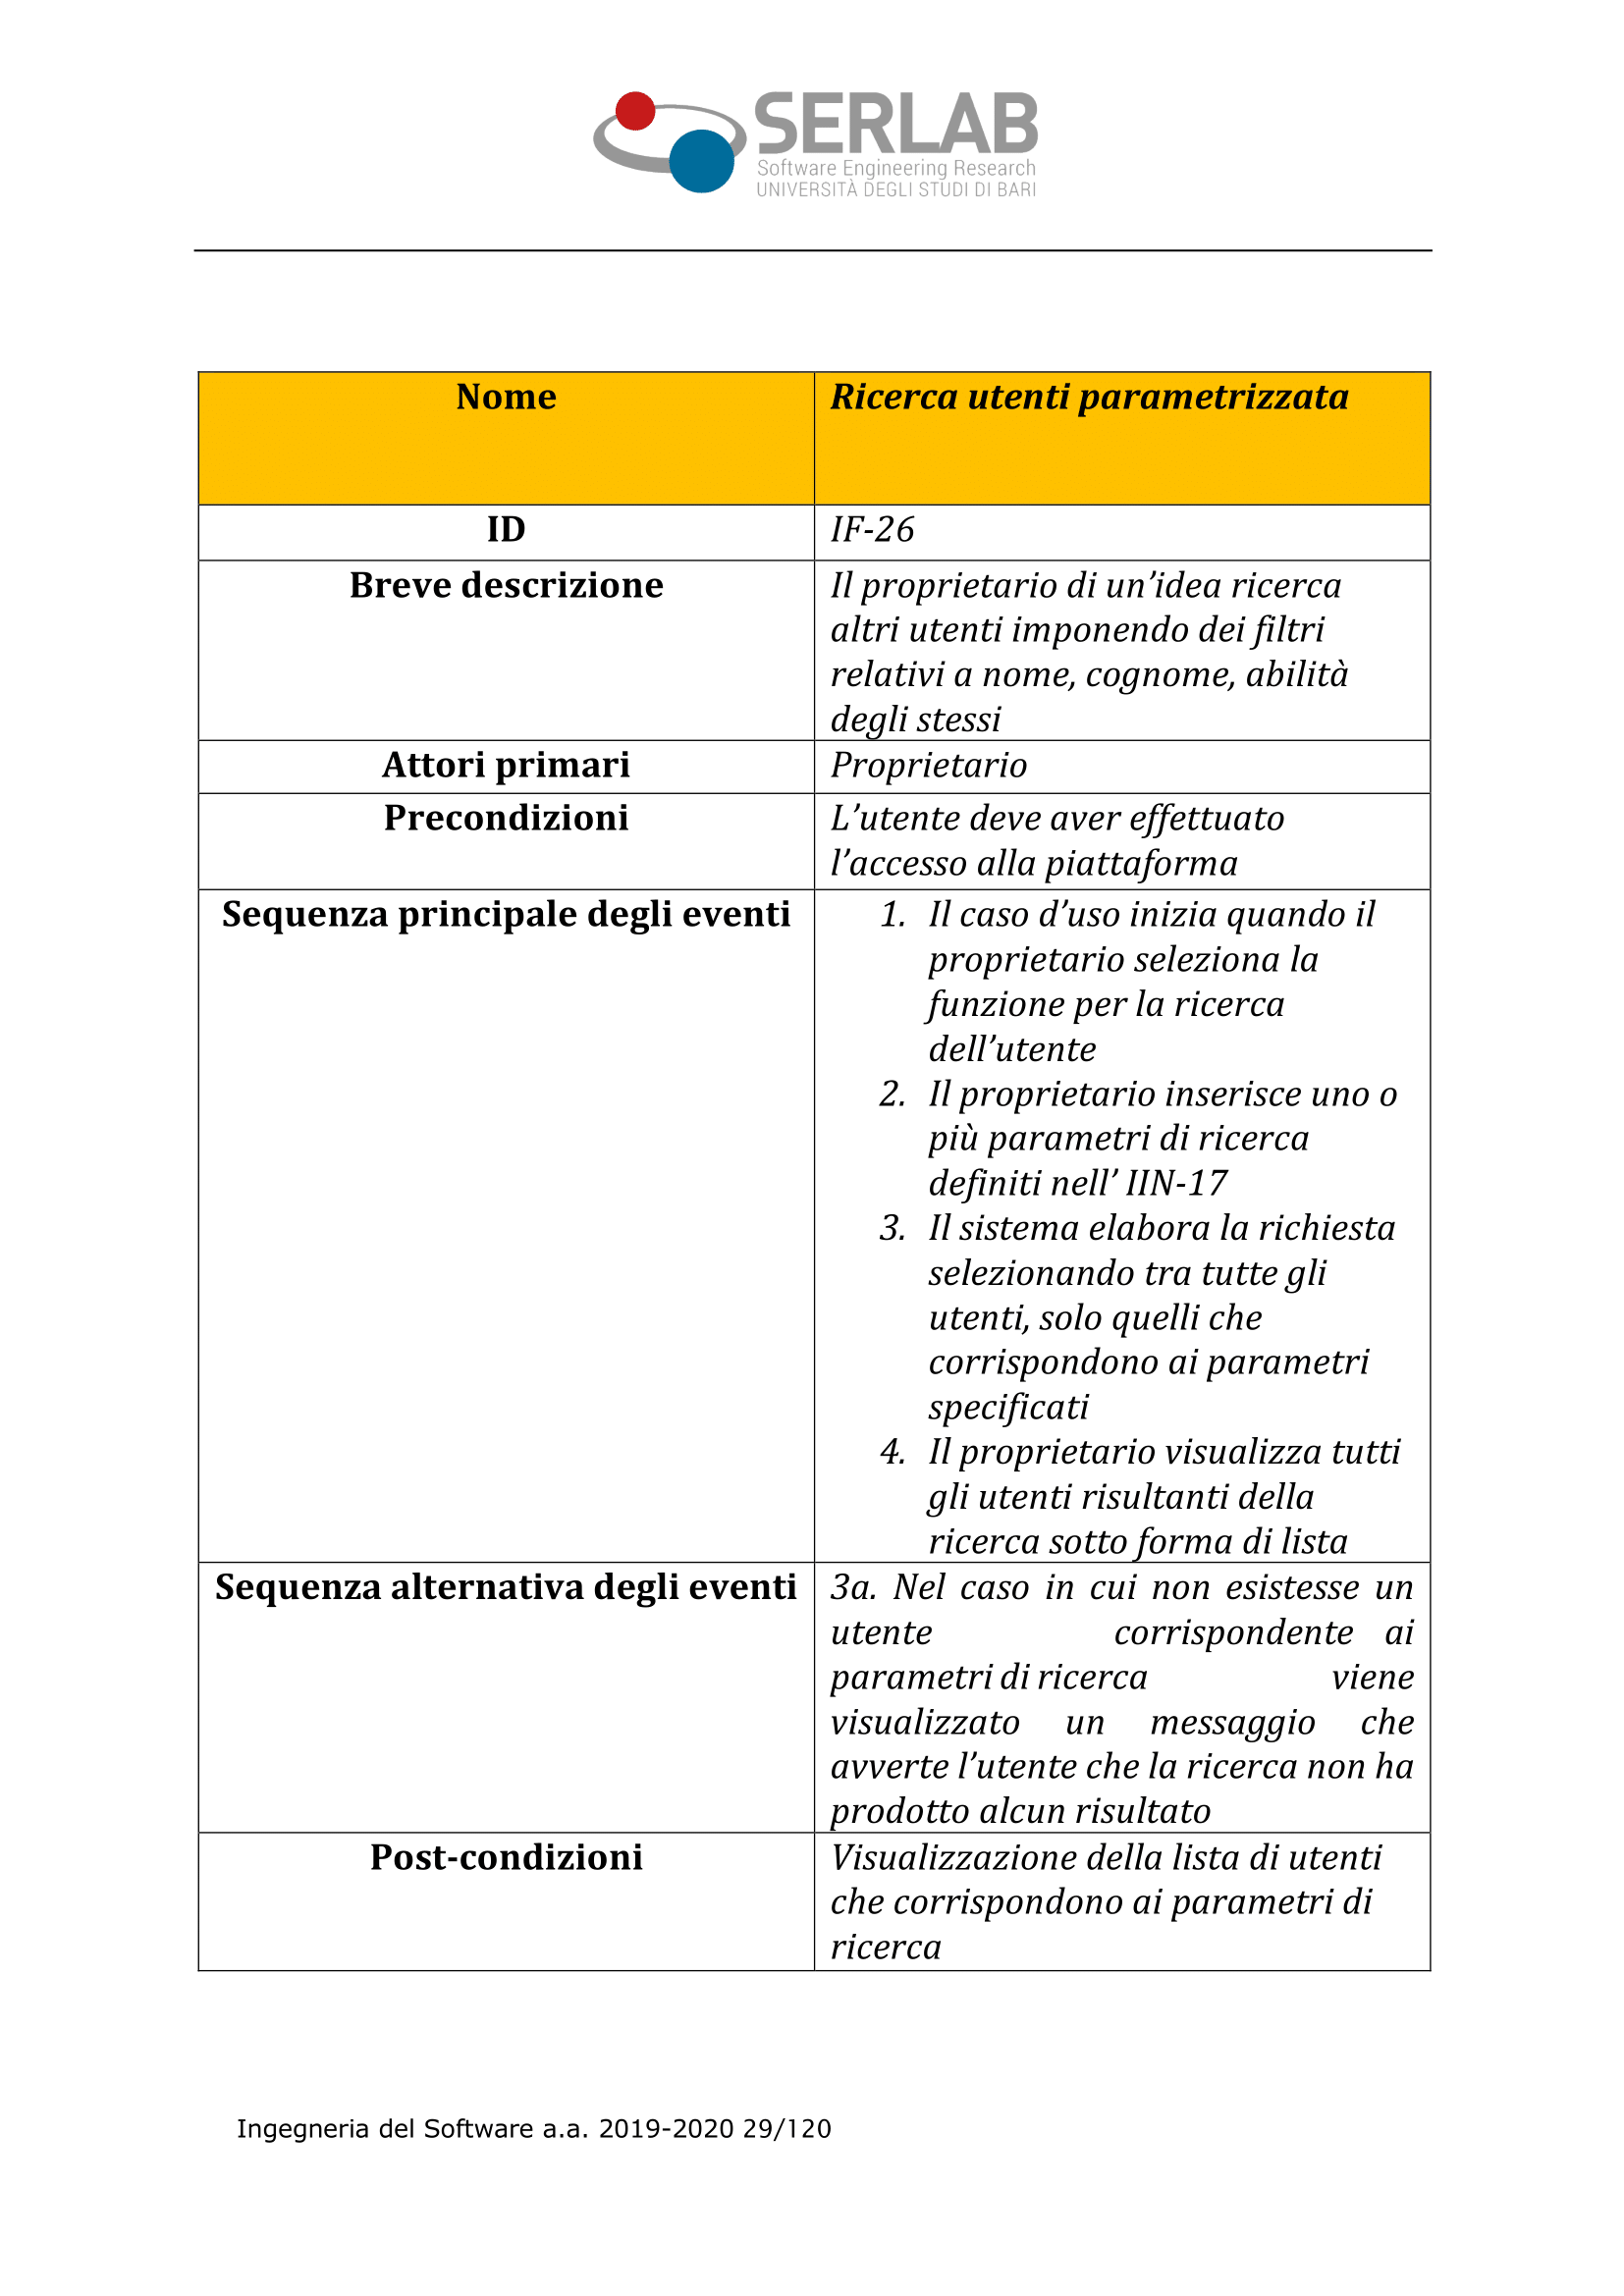 SERLAB
Software Engineering Research
UNIVERSITÀ DEGLI STUDI DI BARI
Nome
Ricerca utenti parametrizzata
ID
IF-26
Breve descrizione
Il proprietario di un’idea ricerca
altri utenti imponendo dei filtri
relativi a nome, cognome, abilità
degli stessi
Attori primari
Proprietario
Precondizioni
L’utente deve aver effettuato
l’accesso alla piattaforma
Sequenza principale degli eventi
1. Il caso d’uso inizia quando il
proprietario seleziona la
funzione per la ricerca
dell’utente
2. Il proprietario inserisce uno o
più parametri di ricerca
definiti nell’ IIN-17
3. Il sistema elabora la richiesta
selezionando tra tutte gli
utenti, solo quelli che
corrispondono ai parametri
specificati
4. Il proprietario visualizza tutti
gli utenti risultanti della
ricerca sotto forma di lista
Sequenza alternativa degli eventi
3a. Nel caso in cui non esistesse un
utente corrispondente ai
parametri di ricerca viene
visualizzato un messaggio che
avverte l’utente che la ricerca non ha
prodotto alcun risultato
Post-condizioni
Visualizzazione della lista di utenti
che corrispondono ai parametri di
ricerca
Ingegneria del Software a.a. 2019-2020 29/120